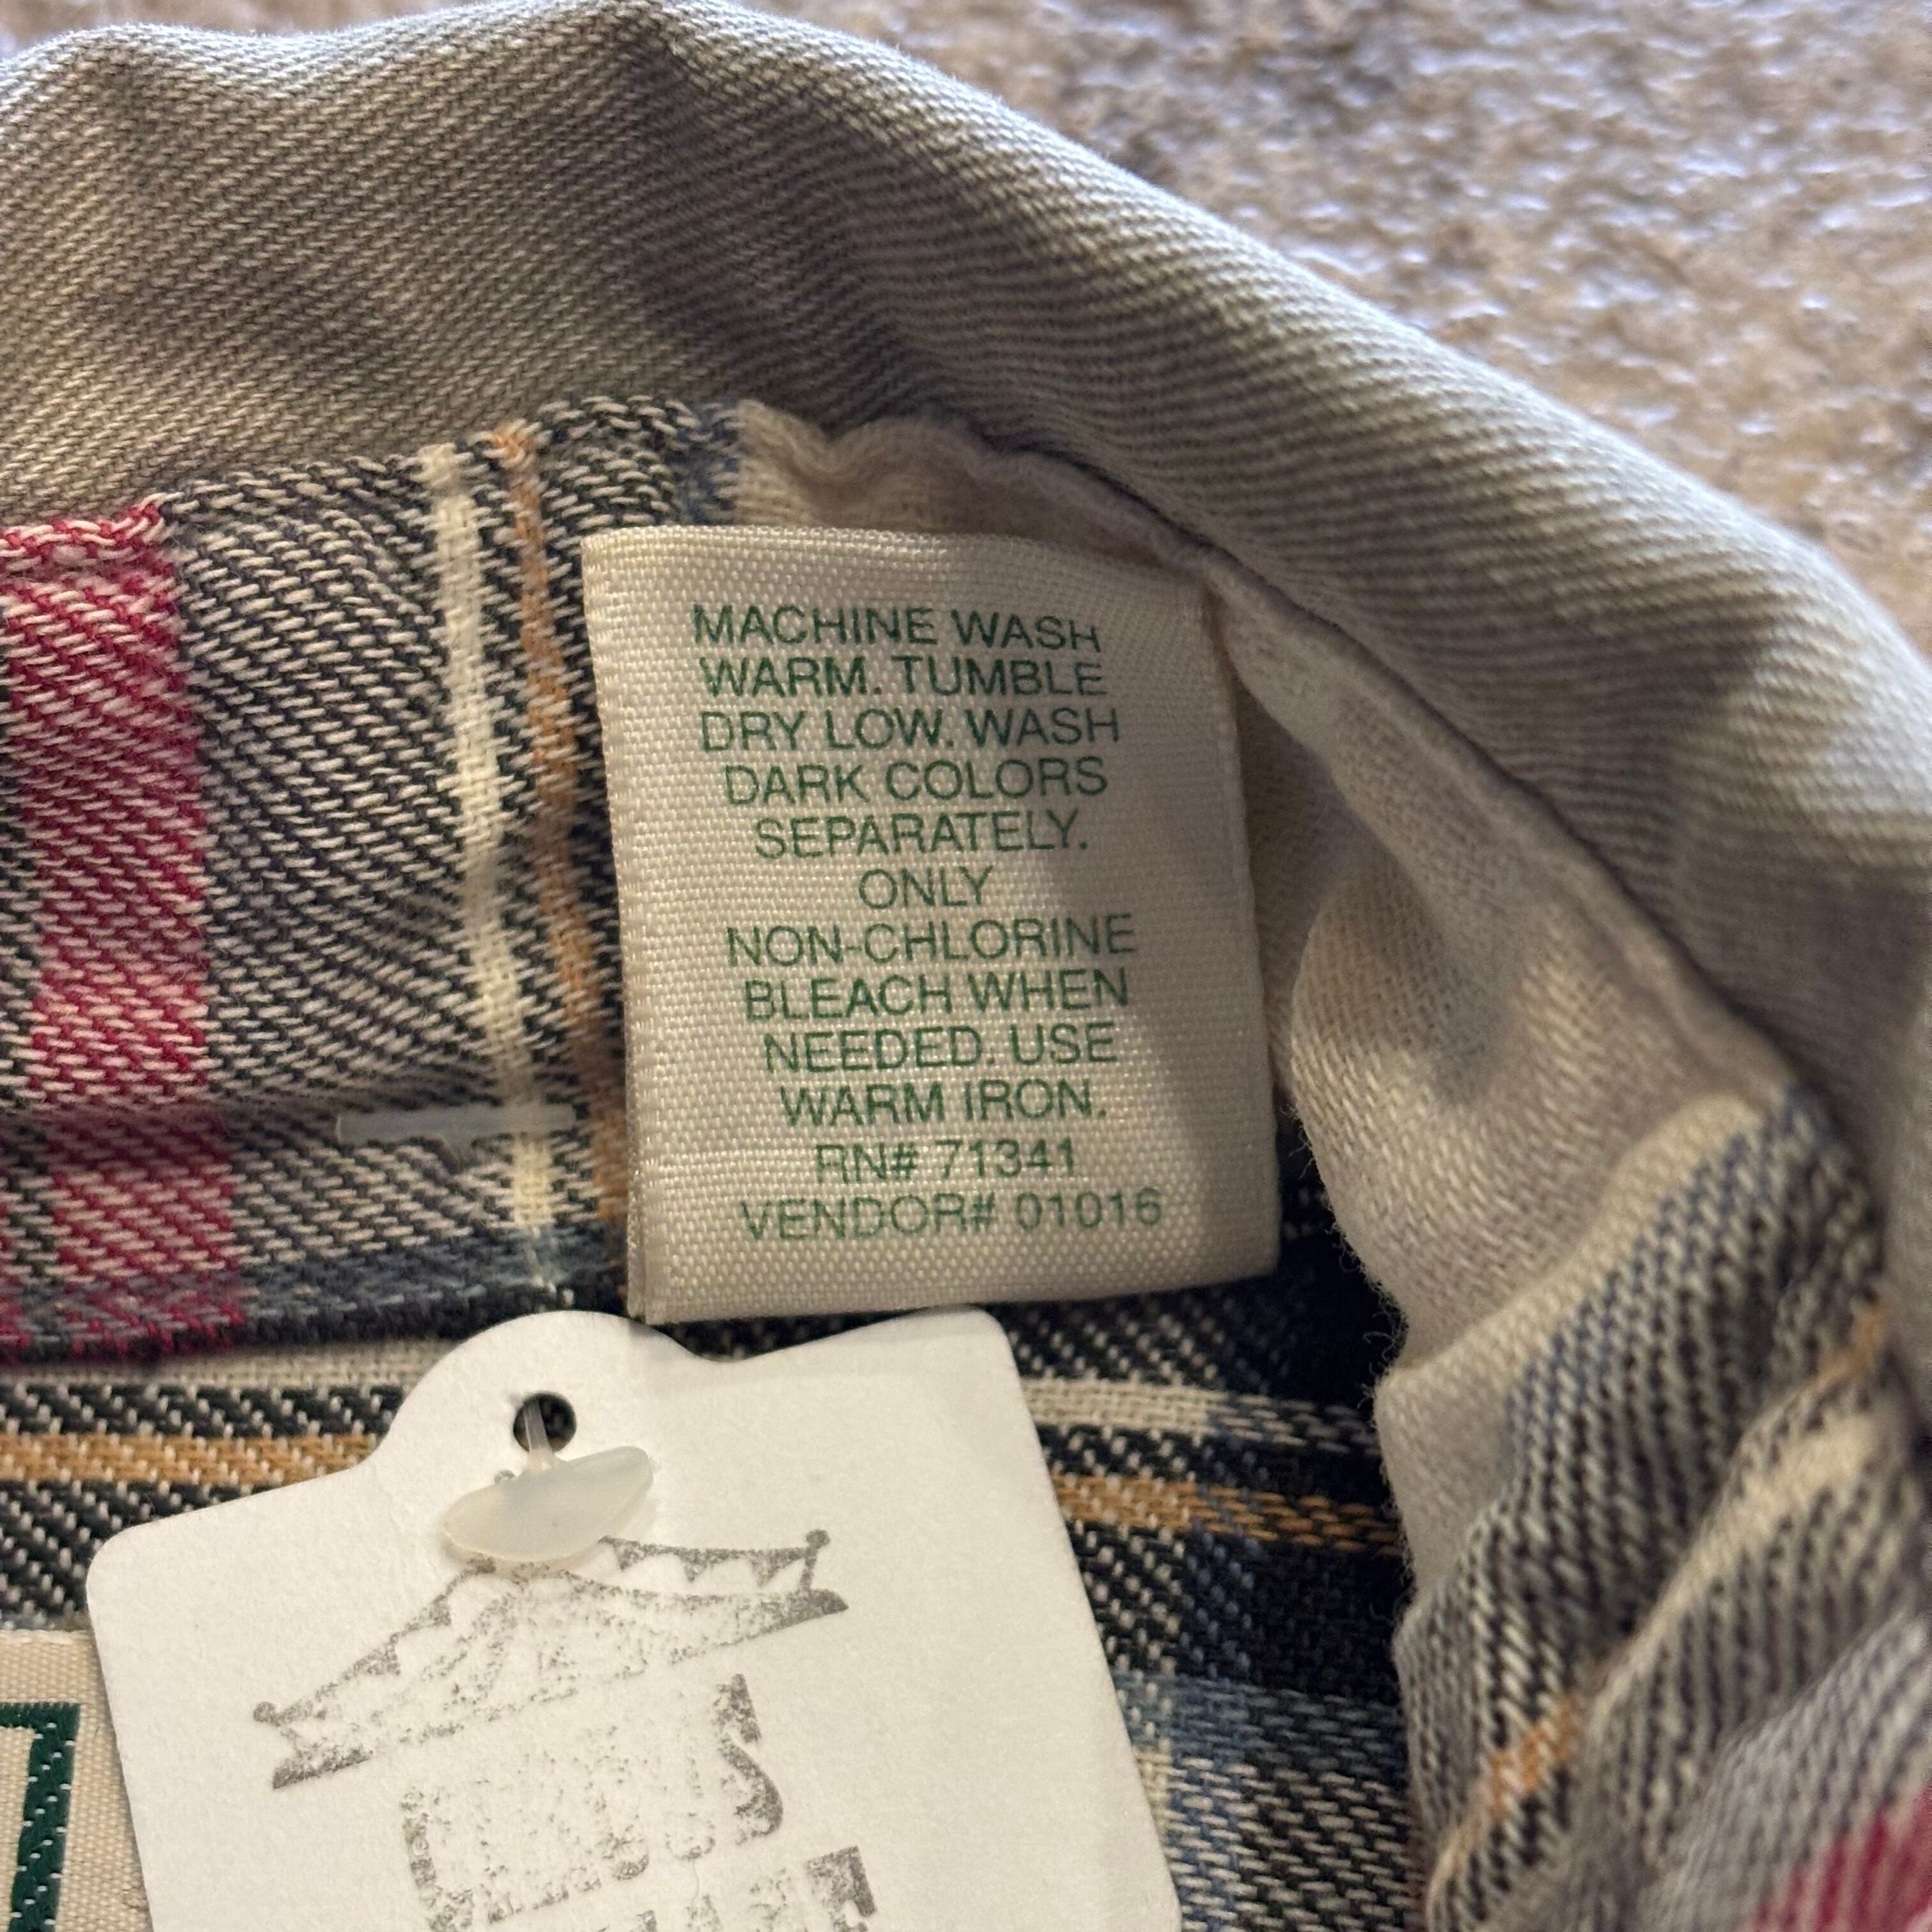 MACHINE WASH
WARM. TUMBLE
DRY LOW. WASH
DARK COLORS
SEPARATELY.
ONLY
NON-CHLORINE
BLEACH WHEN
NEEDED. USE
WARM IRON.
RN# 71341
VENDOR# 01016